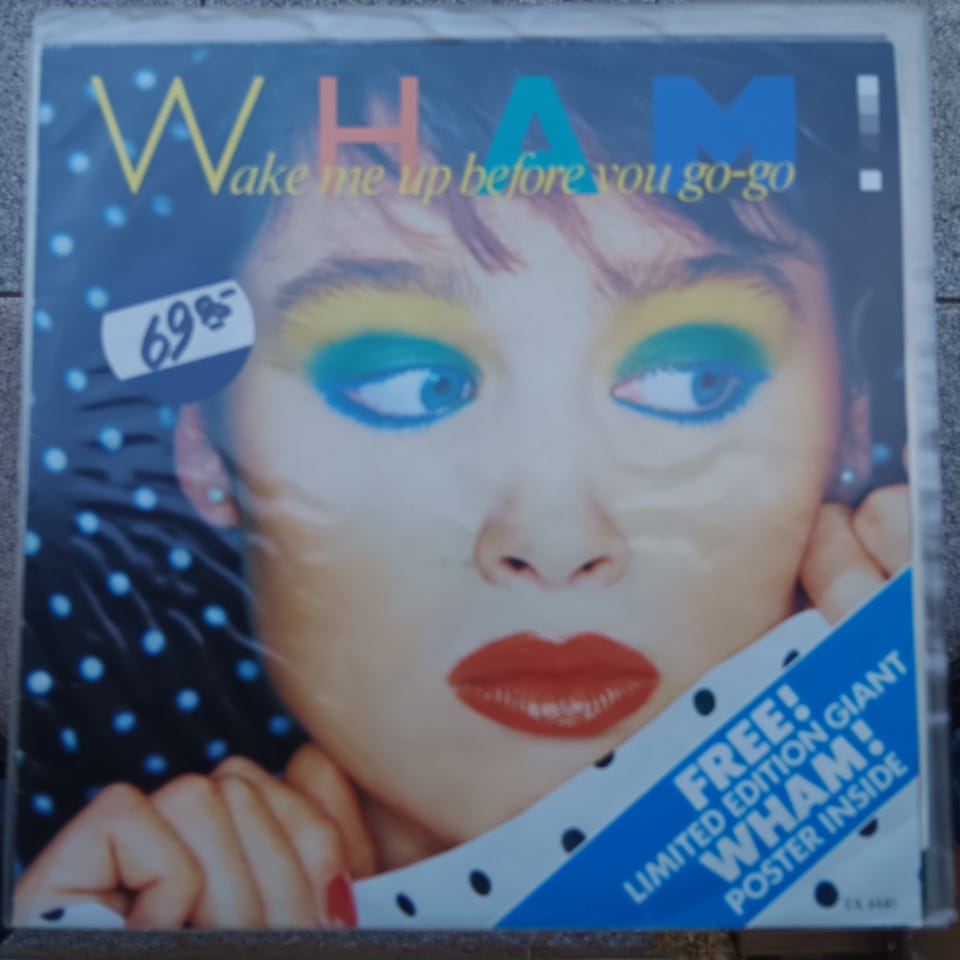 WHAM!
Wake me up before you go-go
69
FREE!
LIMITED EDITION GIANT
WHAM!
POSTER INSIDE